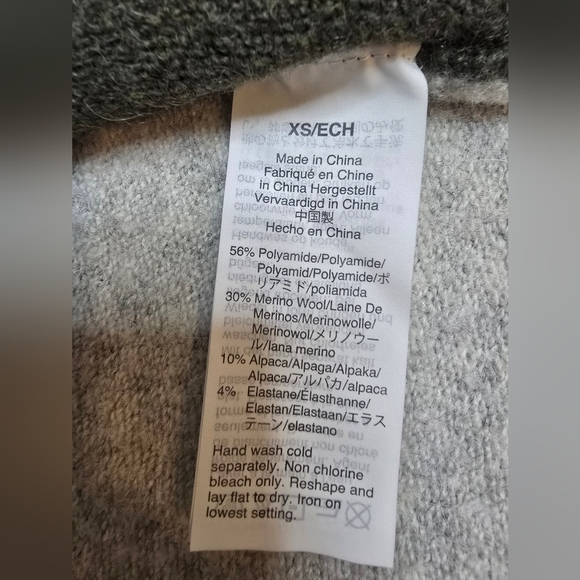 XS/ECH
Made in China
Fabriqué en Chine
in China Hergestellt
Vervaardigd in China
中国製
Hecho en China
56% Polyamide/Polyamide/
Polyamid/Polyamide/ポ
リアミド/poliamida
30% Merino Wool/Laine De
Merinos/Merinowolle/
Merinowol/メリノウー
ル/lana merino
10% Alpaca/Alpaga/Alpaka/
Alpaca/アルパカ/alpaca
4% Elastane/Élasthanne/
Elastan/Elastaan/エラス
テーン/elastano
Hand wash cold
separately. Non chlorine
bleach only. Reshape and
lay flat to dry. Iron on
lowest setting.